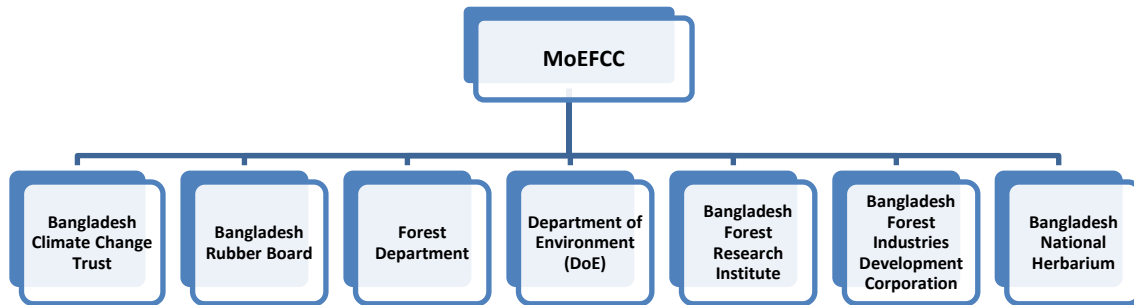 MoEFCC
Bangladesh
Climate Change
Trust
Bangladesh
Rubber Board
Forest
Department
Department of
Environment
(DoE)
Bangladesh
Forest
Research
Institute
Bangladesh
Forest
Industries
Development
Corporation
Bangladesh
National
Herbarium